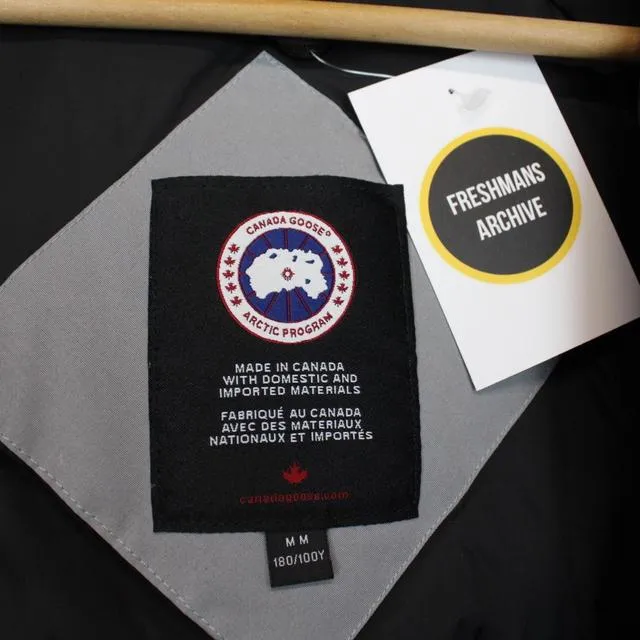 CANADA GOOSE®
ARCTIC PROGRAM
MADE IN CANADA
WITH DOMESTIC AND
IMPORTED MATERIALS
FABRIQUÉ AU CANADA
AVEC DES MATERIAUX
NATIONAUX ET IMPORTÉS
canadagoose.com
MM
180/100Y
FRESHMANS
ARCHIVE